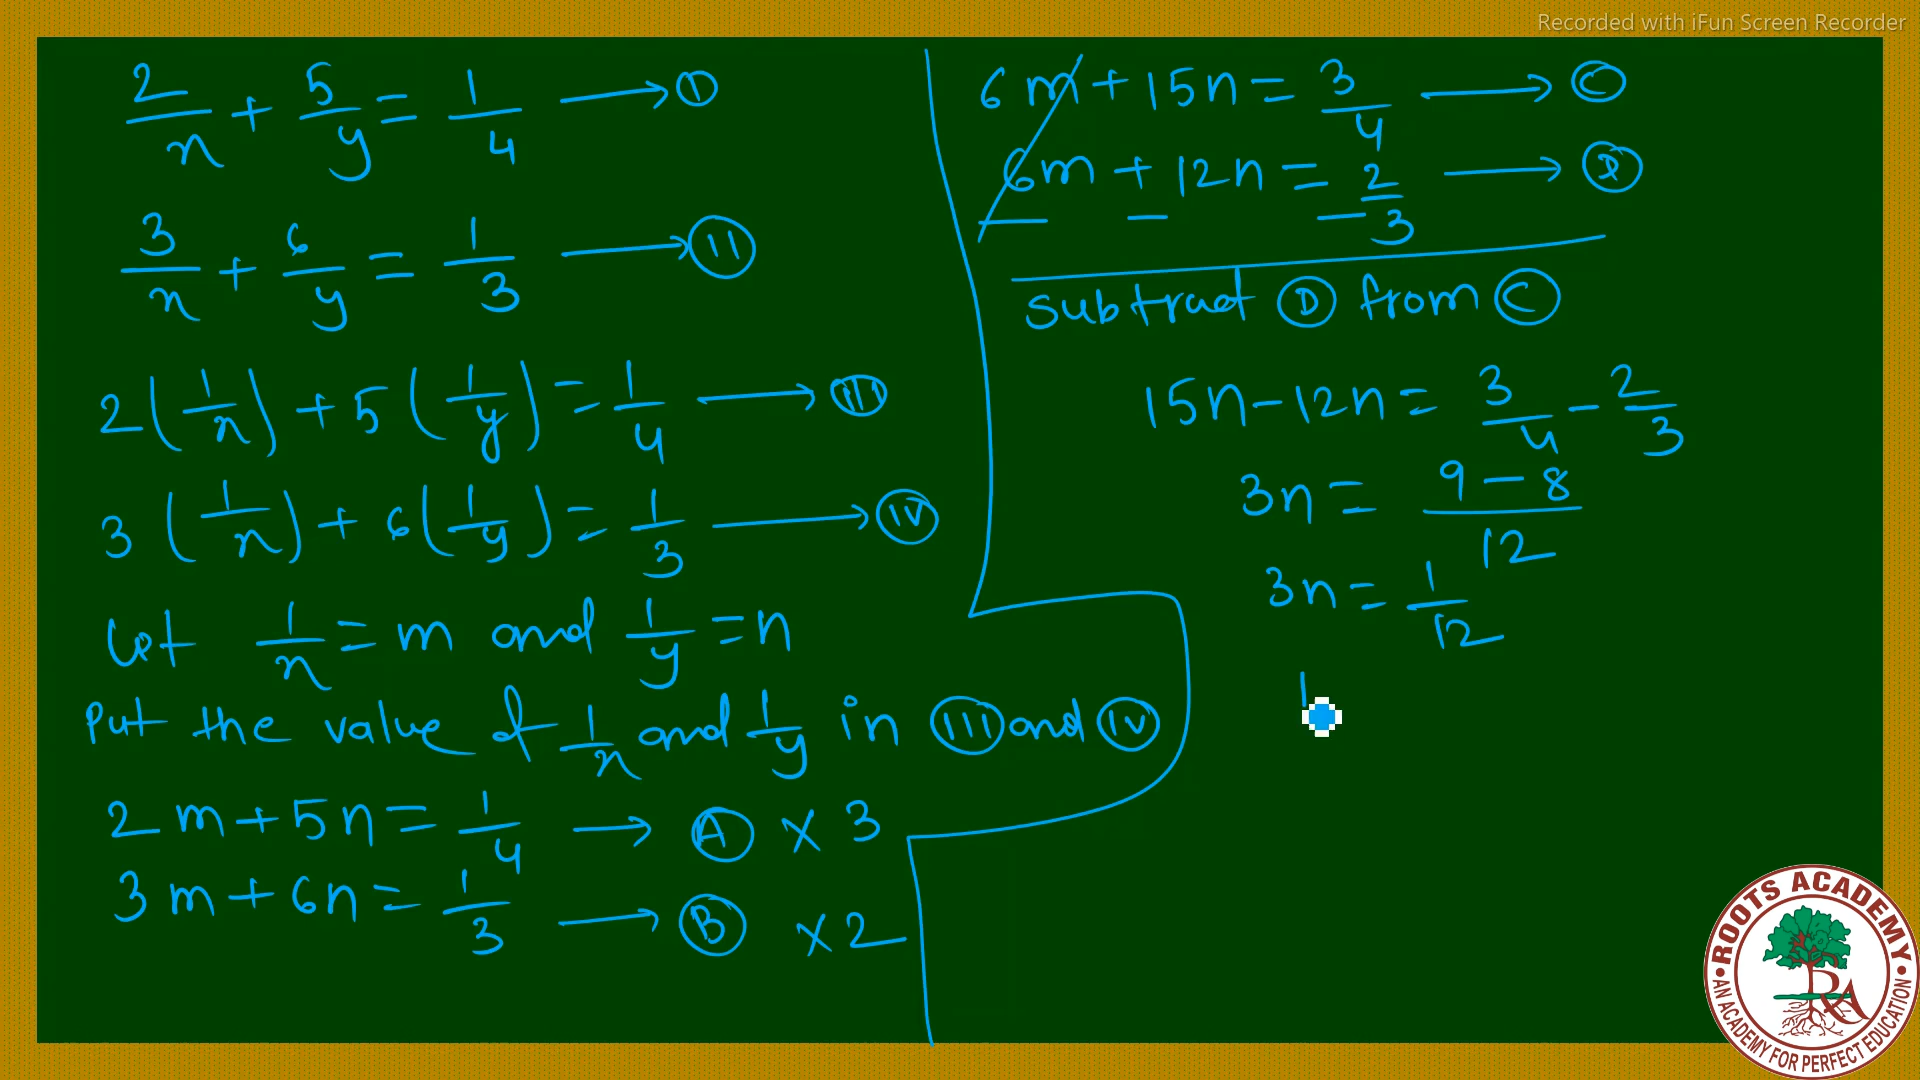 Recorded with iFun Screen Recorder
2/x + 5/y = 1/4 → I
3/x + 6/y = 1/3 → II
2(1/x) + 5(1/y) = 1/4 → III
3(1/x) + 6(1/y) = 1/3 → IV
Let 1/x = m and 1/y = n
Put the value of 1/x and 1/y in III and IV
2m + 5n = 1/4 → A × 3
3m + 6n = 1/3 → B × 2
6m + 15n = 3/4 → C
6m + 12n = 2/3 → D
— — —
subtract D from C
15n - 12n = 3/4 - 2/3
3n = 9 - 8/12
3n = 1/12
ROOTS ACADEMY
RA
AN ACADEMY FOR PERFECT EDUCATION